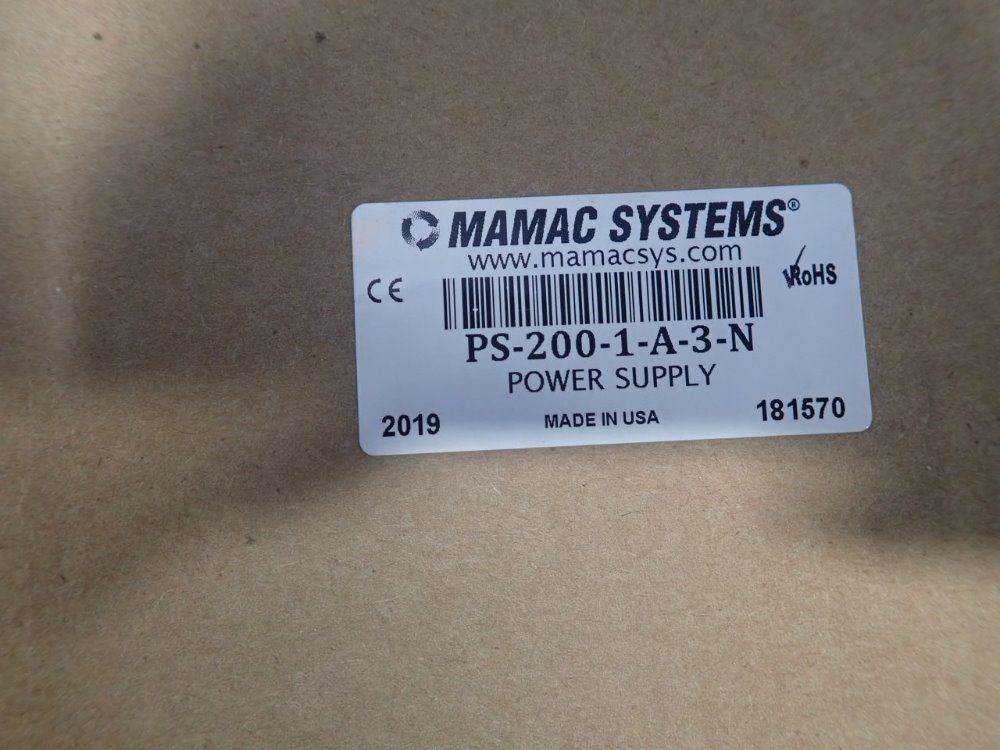 MAMAC SYSTEMS®
www.mamacsys.com
CE
RoHS
PS-200-1-A-3-N
POWER SUPPLY
2019
MADE IN USA
181570